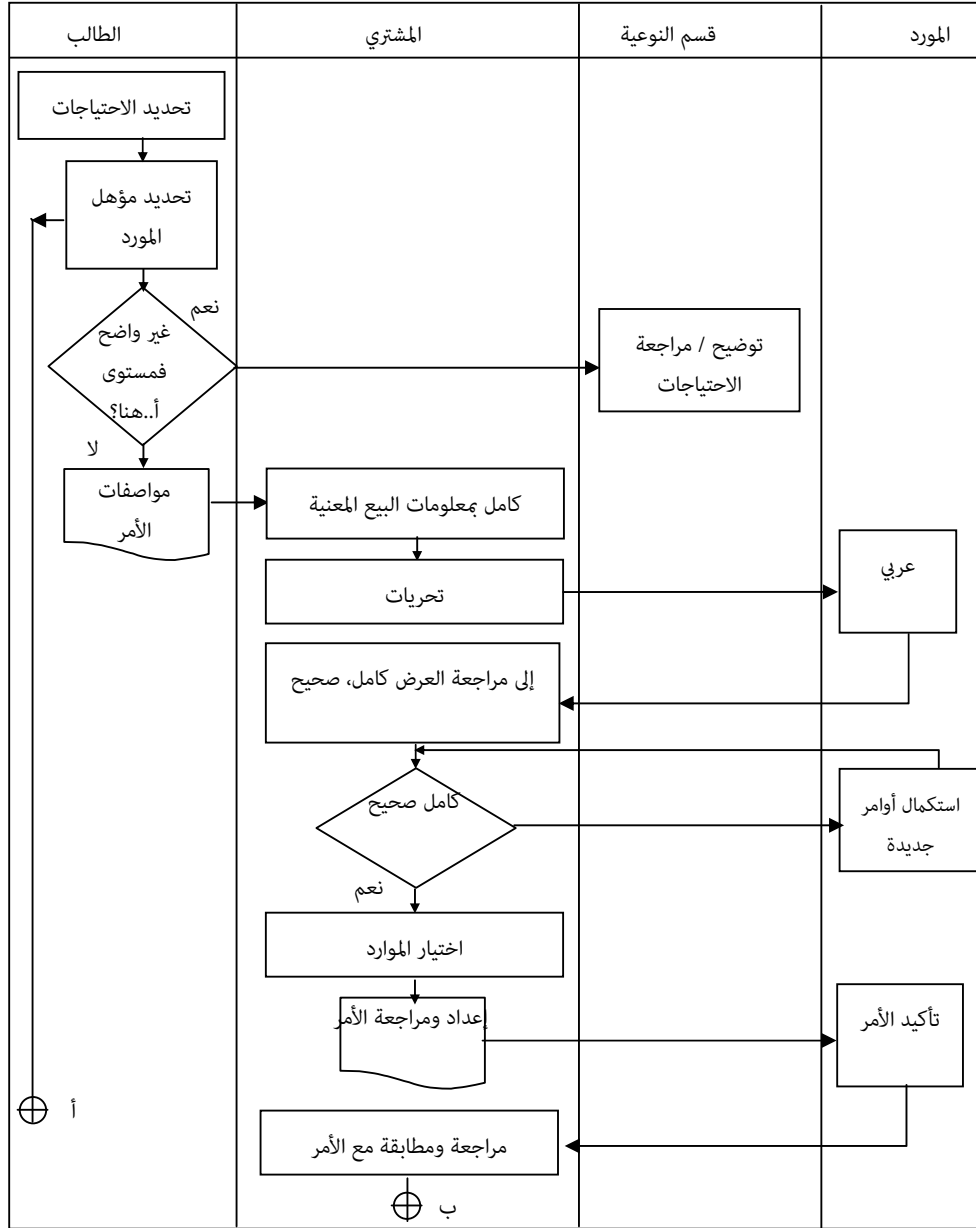 الطالب
المشتري
قسم النوعية
المورد
تحديد الاحتياجات
تحديد مؤهل
المورد
نعم
غير واضح
فمستوى
أ..هنا؟
لا
توضيح / مراجعة
الاحتياجات
مواصفات
الأمر
كامل بمعلومات البيع المعنية
تحريات
عربي
إلى مراجعة العرض كامل، صحيح
كامل صحيح
نعم
استكمال أوامر
جديدة
اختيار الموارد
إعداد ومراجعة الأمر
تأكيد الأمر
أ
مراجعة ومطابقة مع الأمر
ب